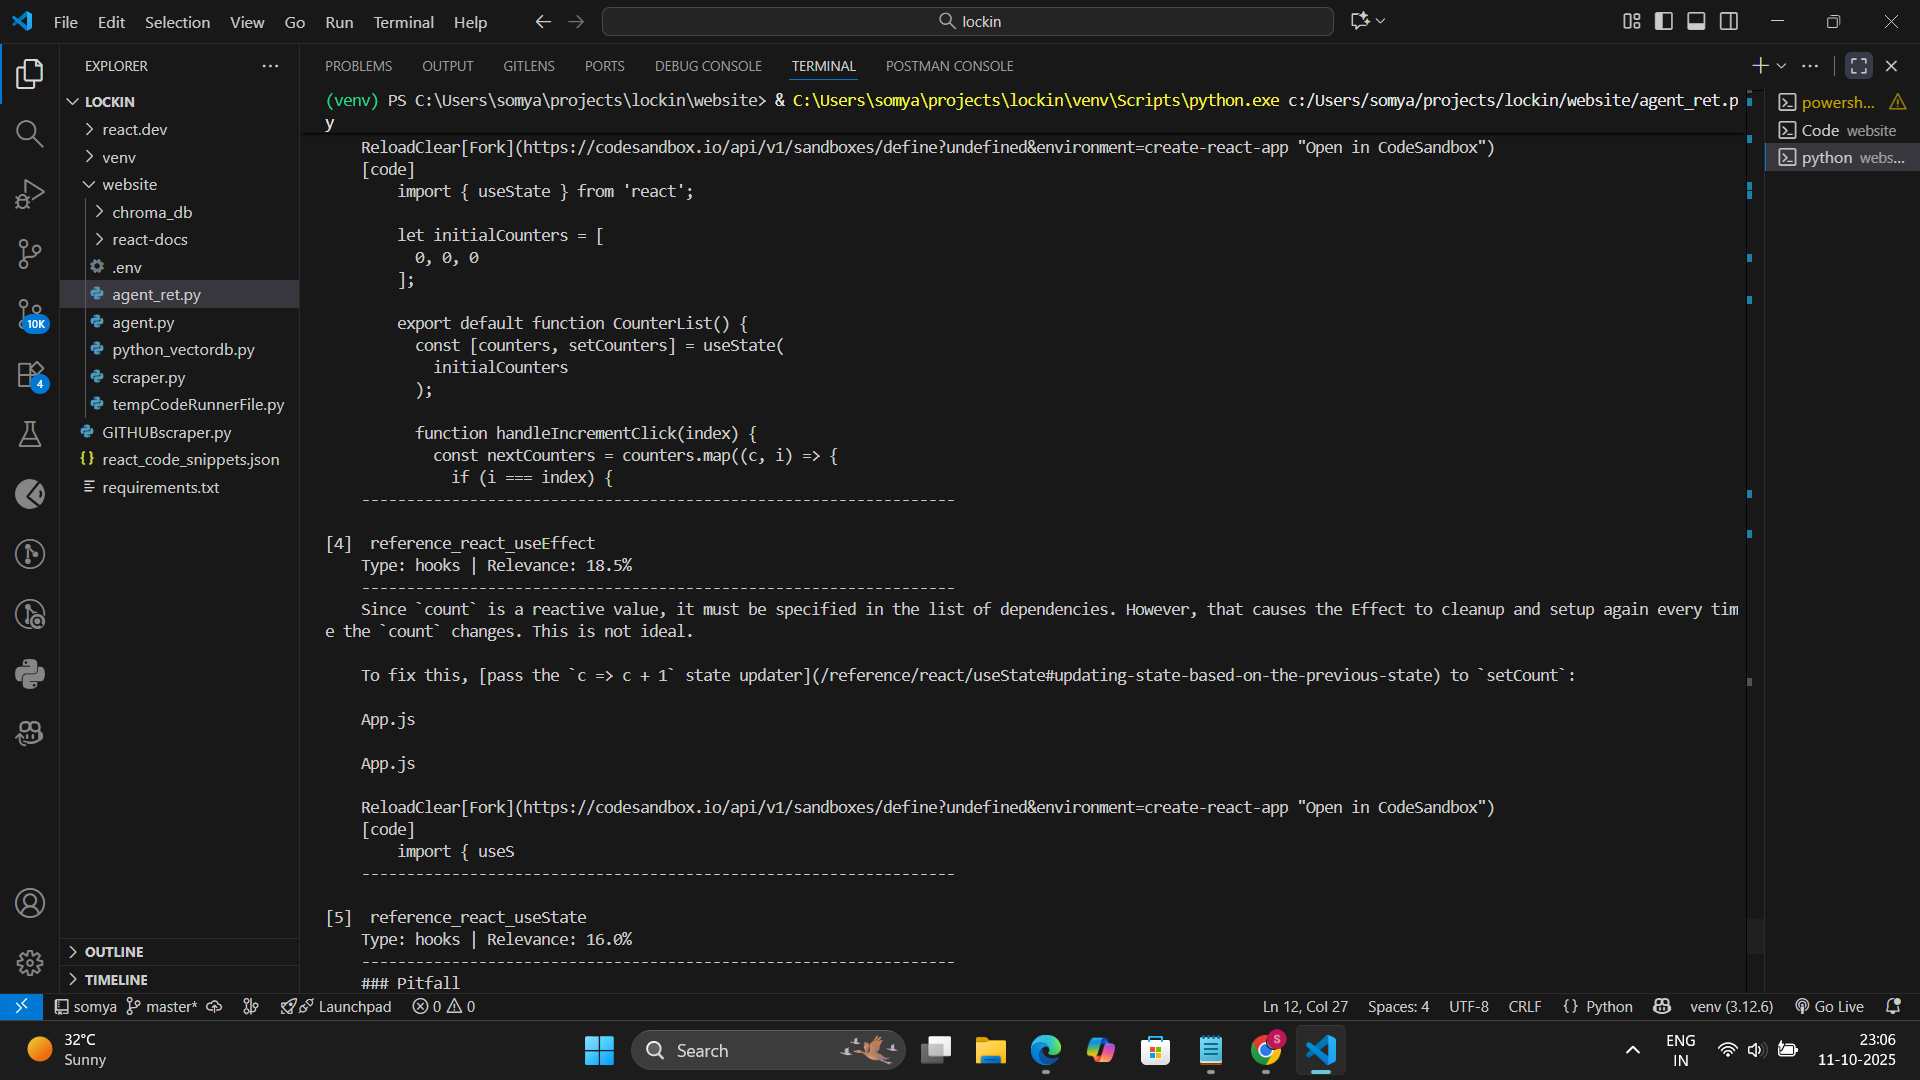 File Edit Selection View Go Run Terminal Help
lockin
EXPLORER
LOCKIN
react.dev
venv
website
chroma_db
react-docs
.env
agent_ret.py
agent.py
python_vectordb.py
scraper.py
tempCodeRunnerFile.py
GITHUBscraper.py
{} react_code_snippets.json
requirements.txt
OUTLINE
TIMELINE
10K
4
PROBLEMS OUTPUT GITLENS PORTS DEBUG CONSOLE TERMINAL POSTMAN CONSOLE
(venv) PS C:\Users\somya\projects\lockin\website> & C:\Users\somya\projects\lockin\venv\Scripts\python.exe c:/Users/somya/projects/lockin/website/agent_ret.p
y
ReloadClear[Fork](https://codesandbox.io/api/v1/sandboxes/define?undefined&environment=create-react-app "Open in CodeSandbox")
[code]
import { useState } from 'react';
let initialCounters = [
0, 0, 0
];
export default function CounterList() {
const [counters, setCounters] = useState(
initialCounters
);
function handleIncrementClick(index) {
const nextCounters = counters.map((c, i) => {
if (i === index) {
------------------------------------------------------------------
[4] reference_react_useEffect
Type: hooks | Relevance: 18.5%
------------------------------------------------------------------
Since `count` is a reactive value, it must be specified in the list of dependencies. However, that causes the Effect to cleanup and setup again every tim
e the `count` changes. This is not ideal.
To fix this, [pass the `c => c + 1` state updater](/reference/react/useState#updating-state-based-on-the-previous-state) to `setCount`:
App.js
App.js
ReloadClear[Fork](https://codesandbox.io/api/v1/sandboxes/define?undefined&environment=create-react-app "Open in CodeSandbox")
[code]
import { useS
------------------------------------------------------------------
[5] reference_react_useState
Type: hooks | Relevance: 16.0%
------------------------------------------------------------------
### Pitfall
powersh...
Code website
python webs...
somya master* Launchpad 0 0
Ln 12, Col 27 Spaces: 4 UTF-8 CRLF {} Python venv (3.12.6) Go Live
32°C
Sunny
Search
S
ENG
IN
23:06
11-10-2025